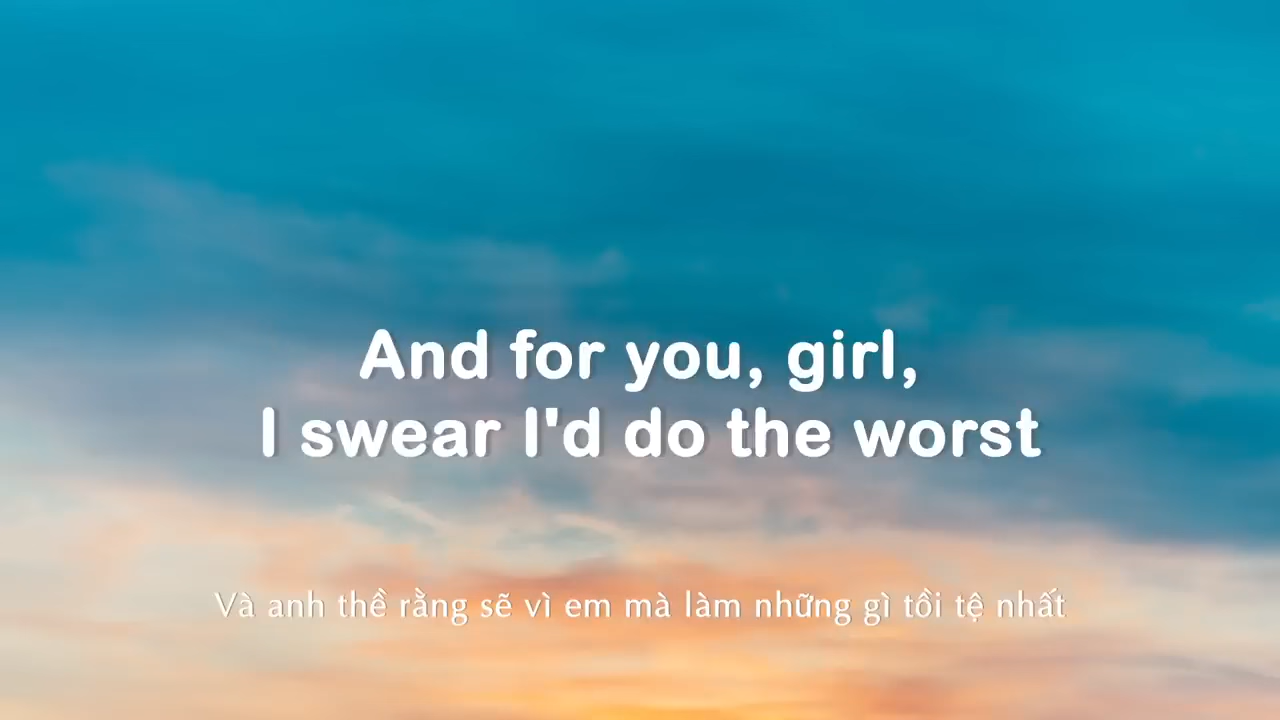 And for you, girl,
I swear I'd do the worst
Và anh thề rằng sẽ vì em mà làm những gì tồi tệ nhất